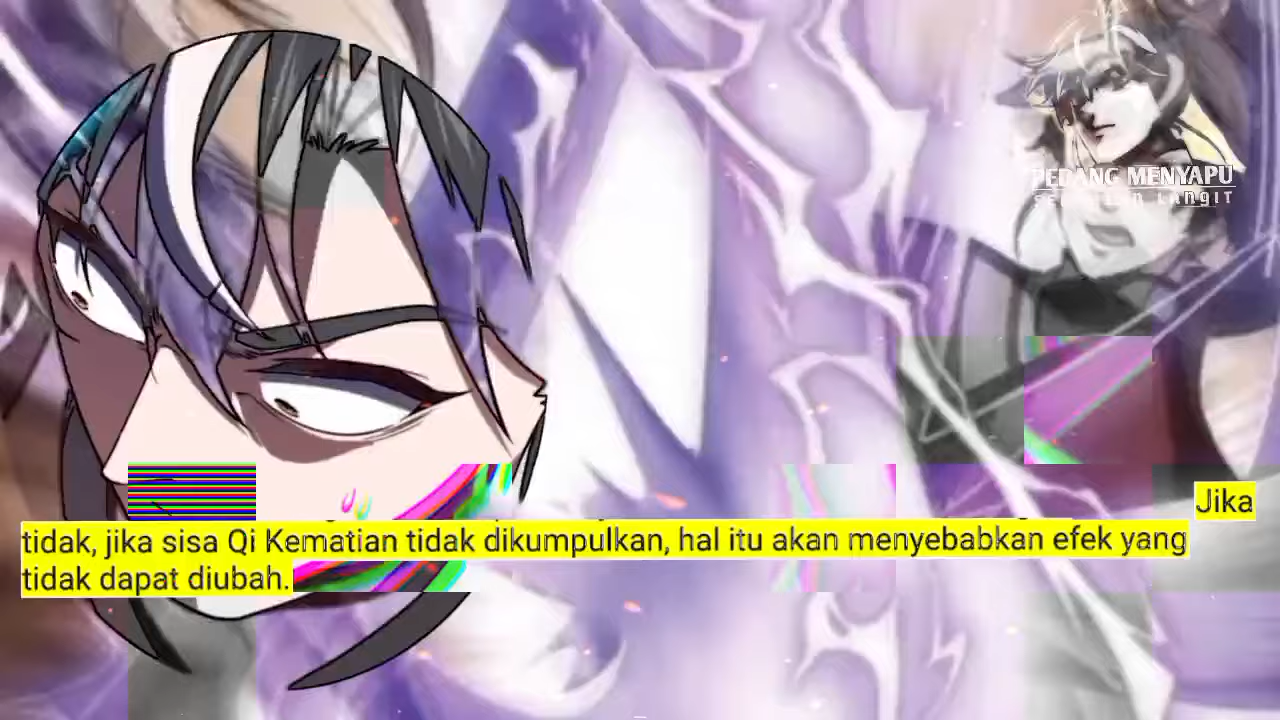 PEDANG MENYAPU
Jika
tidak, jika sisa Qi Kematian tidak dikumpulkan, hal itu akan menyebabkan efek yang
tidak dapat diubah.